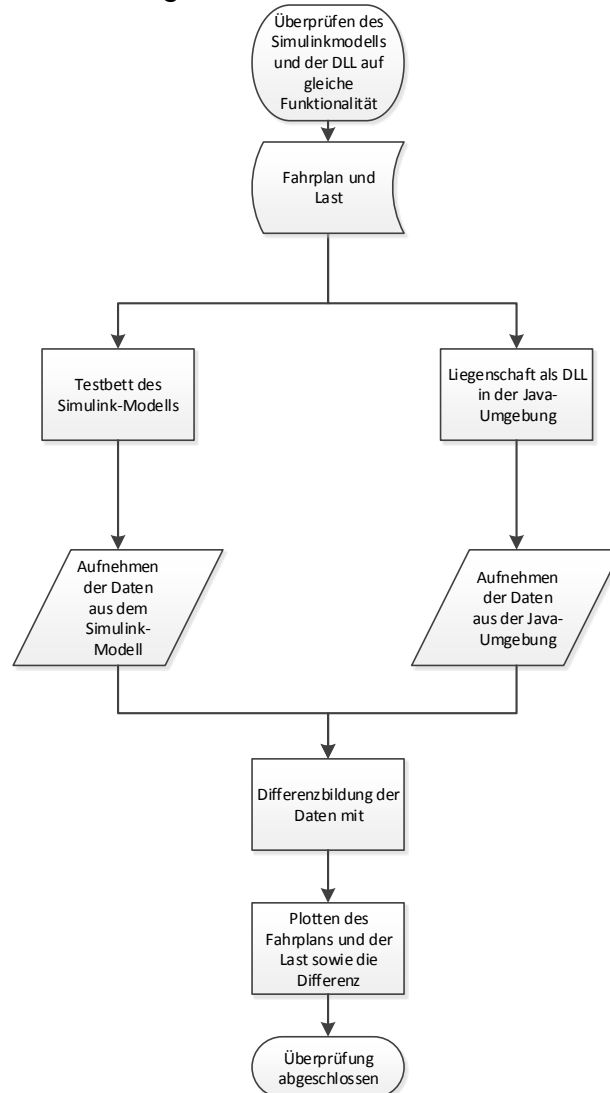 Überprüfen des
Simulinkmodells
und der DLL auf
gleiche
Funktionalität
Fahrplan und
Last
Testbett des
Simulink-Modells
Liegenschaft als DLL
in der Java-
Umgebung
Aufnehmen
der Daten
aus dem
Simulink-
Modell
Aufnehmen
der Daten
aus der Java-
Umgebung
Differenzbildung der
Daten mit
Plotten des
Fahrplans und der
Last sowie die
Differenz
Überprüfung
abgeschlossen